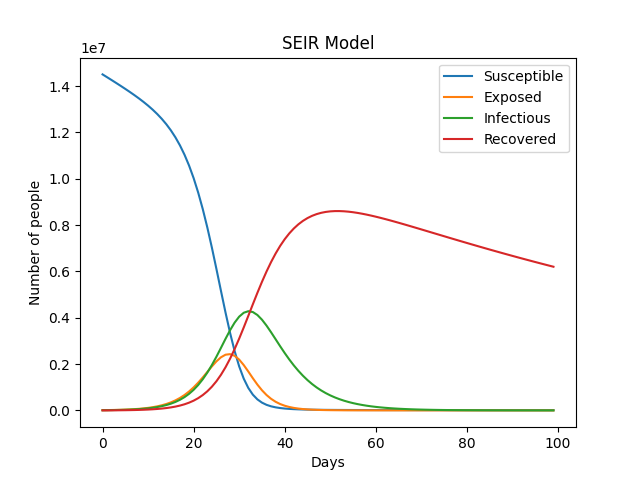 SEIR Model
1e7
Susceptible
Exposed
Infectious
Recovered
1.4
1.2
1.0
0.8
0.6
0.4
0.2
0.0
Number of people
0 20 40 60 80 100
Days